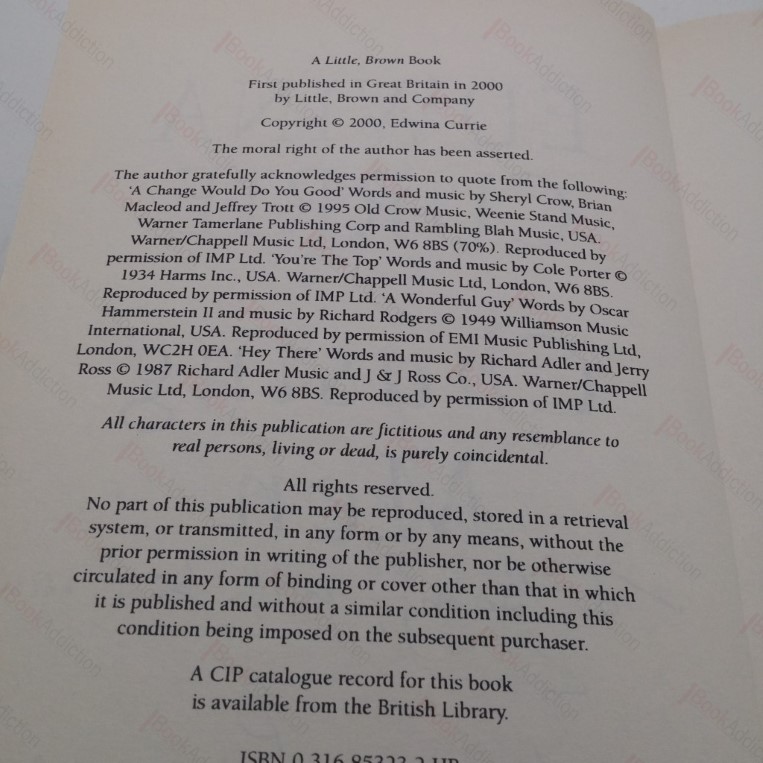 A Little, Brown Book
First published in Great Britain in 2000
by Little, Brown and Company
Copyright © 2000, Edwina Currie
The moral right of the author has been asserted.
The author gratefully acknowledges permission to quote from the following:
'A Change Would Do You Good' Words and music by Sheryl Crow, Brian
Macleod and Jeffrey Trott © 1995 Old Crow Music, Weenie Stand Music,
Warner Tamerlane Publishing Corp and Rambling Blah Music, USA.
Warner/Chappell Music Ltd, London, W6 8BS (70%). Reproduced by
permission of IMP Ltd. 'You're The Top' Words and music by Cole Porter ©
1934 Harms Inc., USA. Warner/Chappell Music Ltd, London, W6 8BS.
Reproduced by permission of IMP Ltd. 'A Wonderful Guy' Words by Oscar
Hammerstein II and music by Richard Rodgers © 1949 Williamson Music
International, USA. Reproduced by permission of EMI Music Publishing Ltd,
London, WC2H 0EA. 'Hey There' Words and music by Richard Adler and Jerry
Ross © 1987 Richard Adler Music and J & J Ross Co., USA. Warner/Chappell
Music Ltd, London, W6 8BS. Reproduced by permission of IMP Ltd.
All characters in this publication are fictitious and any resemblance to
real persons, living or dead, is purely coincidental.
All rights reserved.
No part of this publication may be reproduced, stored in a retrieval
system, or transmitted, in any form or by any means, without the
prior permission in writing of the publisher, nor be otherwise
circulated in any form of binding or cover other than that in which
it is published and without a similar condition including this
condition being imposed on the subsequent purchaser.
A CIP catalogue record for this book
is available from the British Library.
ISBN 0 316
BookAddiction